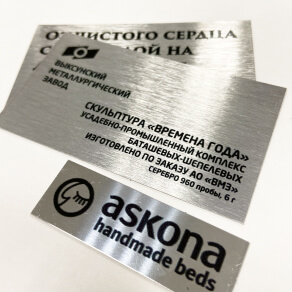 ОТ ЧИСТОГО СЕРДЦА
НА
ВЫКСУНСКИЙ
МЕТАЛЛУРГИЧЕСКИЙ
ЗАВОД
СКУЛЬПТУРА «ВРЕМЕНА ГОДА»
УСАДЕБНО-ПРОМЫШЛЕННЫЙ КОМПЛЕКС
БАТАШЕВЫХ-ШЕПЕЛЕВЫХ
ИЗГОТОВЛЕНО ПО ЗАКАЗУ АО «ВМЗ»
СЕРЕБРО 960 пробы, 6 г
askona
handmade beds